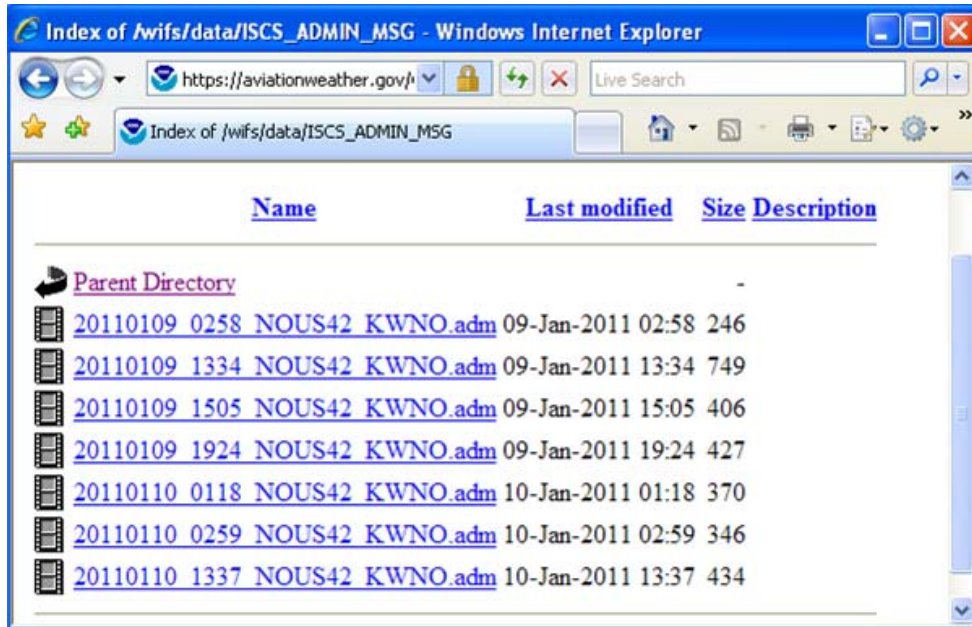 Index of /wifs/data/ISCS_ADMIN_MSG - Windows Internet Explorer
https://aviationweather.gov/ Live Search
Index of /wifs/data/ISCS_ADMIN_MSG
Name Last modified Size Description
Parent Directory -
20110109_0258_NOUS42_KWNO.adm 09-Jan-2011 02:58 246
20110109_1334_NOUS42_KWNO.adm 09-Jan-2011 13:34 749
20110109_1505_NOUS42_KWNO.adm 09-Jan-2011 15:05 406
20110109_1924_NOUS42_KWNO.adm 09-Jan-2011 19:24 427
20110110_0118_NOUS42_KWNO.adm 10-Jan-2011 01:18 370
20110110_0259_NOUS42_KWNO.adm 10-Jan-2011 02:59 346
20110110_1337_NOUS42_KWNO.adm 10-Jan-2011 13:37 434